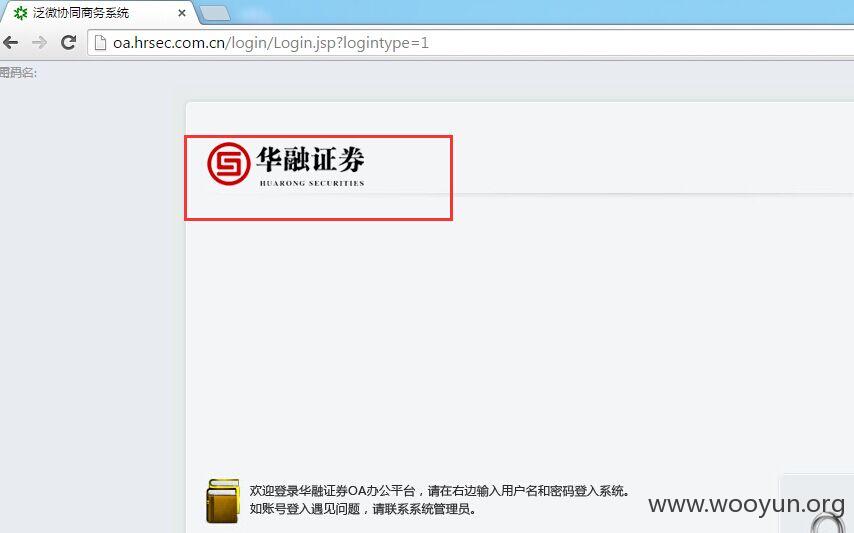 泛微协同商务系统
oa.hrsec.com.cn/login/Login.jsp?logintype=1
华融证券
HUARONG SECURITIES
欢迎登录华融证券OA办公平台，请在右边输入用户名和密码登入系统。
如账号登入遇见问题，请联系系统管理员。
www.wooyun.org